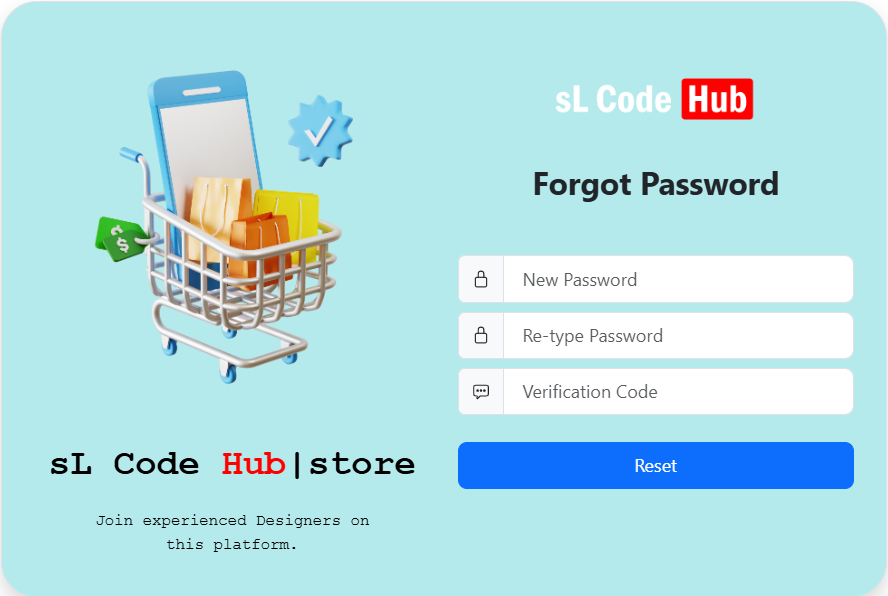 sL Code Hub
Forgot Password
New Password
Re-type Password
Verification Code
Reset
$
$
sL Code Hub|store
Join experienced Designers on
this platform.